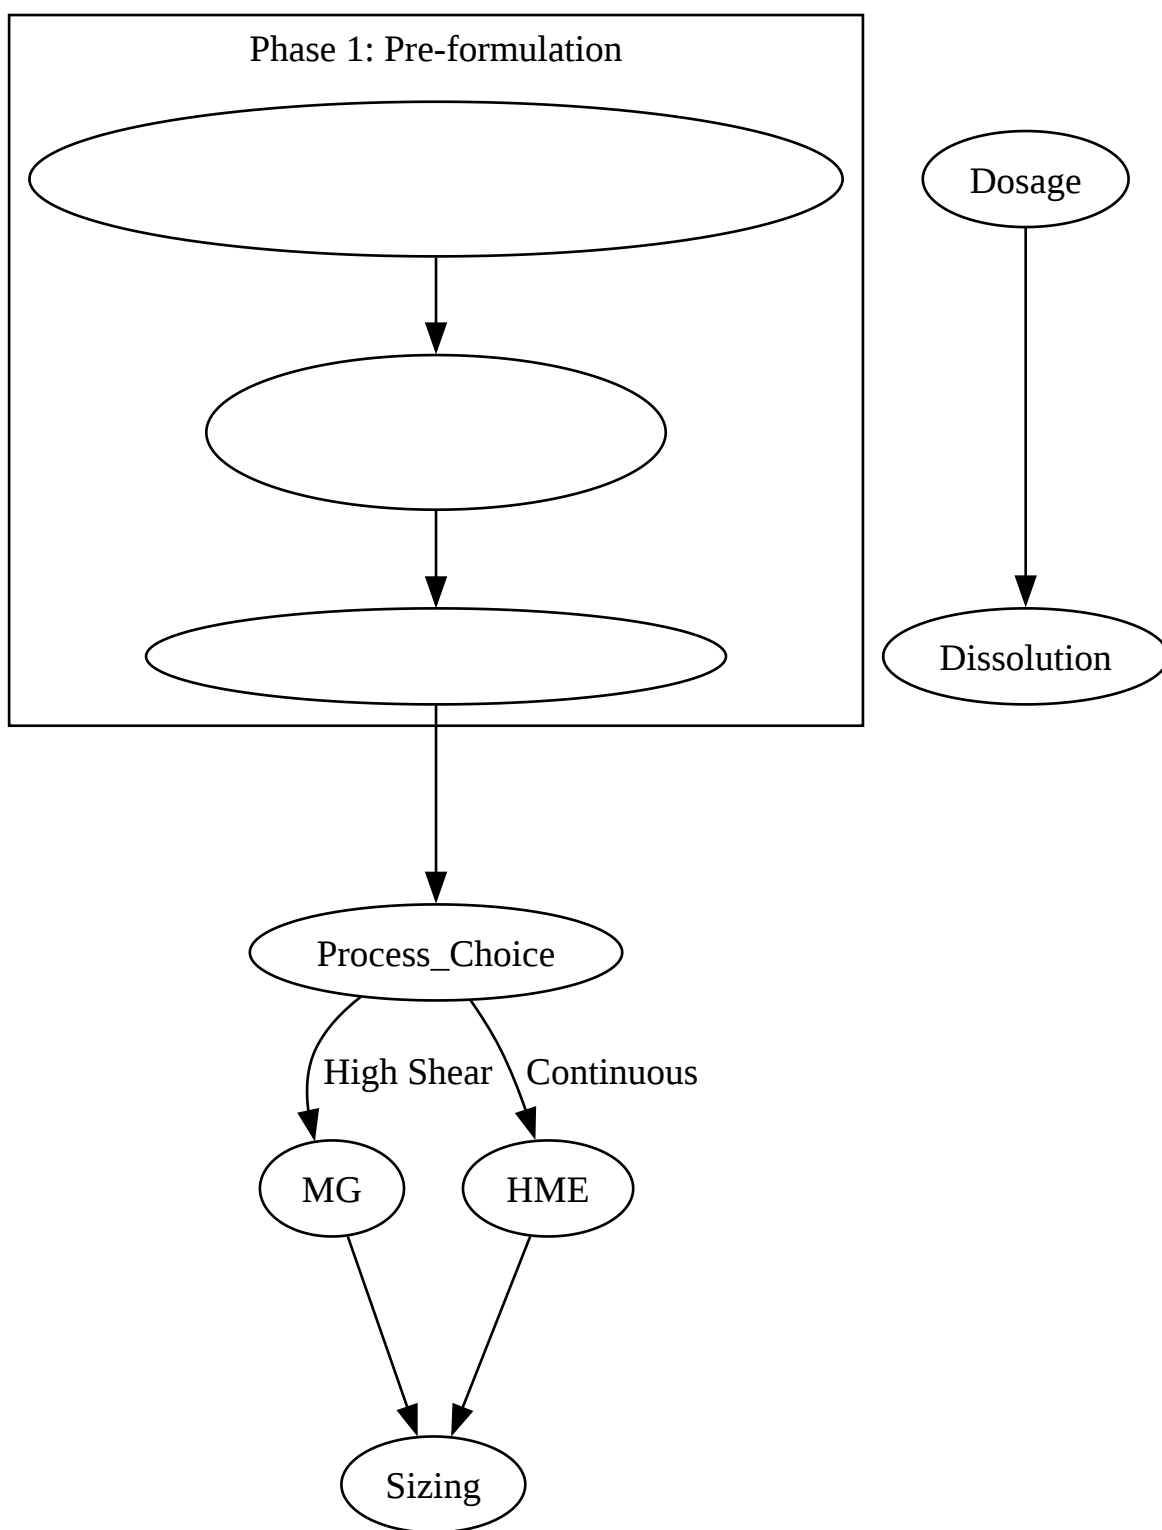 Phase 1: Pre-formulation
Dosage
Dissolution
Process_Choice
High Shear
Continuous
MG
HME
Sizing